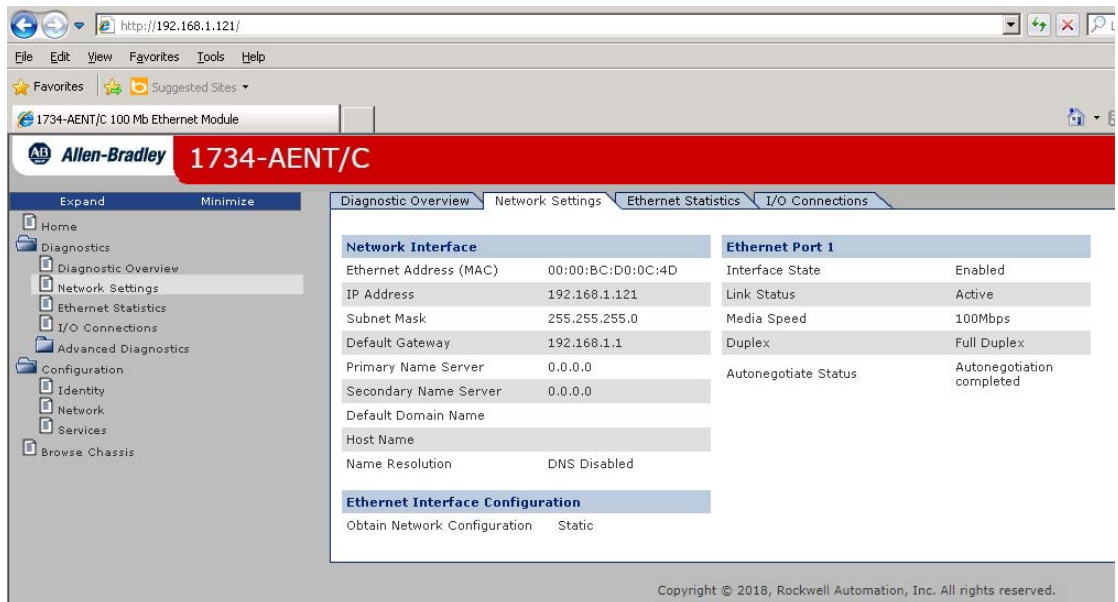 http://192.168.1.121/
File Edit View Favorites Tools Help
Favorites Suggested Sites
1734-AENT/C 100 Mb Ethernet Module
AB Allen-Bradley 1734-AENT/C
Expand Minimize
Home
Diagnostics
Diagnostic Overview
Network Settings
Ethernet Statistics
I/O Connections
Advanced Diagnostics
Configuration
Identity
Network
Services
Browse Chassis
Diagnostic Overview Network Settings Ethernet Statistics I/O Connections
Network Interface
Ethernet Address (MAC) 00:00:BC:D0:0C:4D
IP Address 192.168.1.121
Subnet Mask 255.255.255.0
Default Gateway 192.168.1.1
Primary Name Server 0.0.0.0
Secondary Name Server 0.0.0.0
Default Domain Name
Host Name
Name Resolution DNS Disabled
Ethernet Interface Configuration
Obtain Network Configuration Static
Ethernet Port 1
Interface State Enabled
Link Status Active
Media Speed 100Mbps
Duplex Full Duplex
Autonegotiate Status Autonegotiation
completed
Copyright © 2018, Rockwell Automation, Inc. All rights reserved.